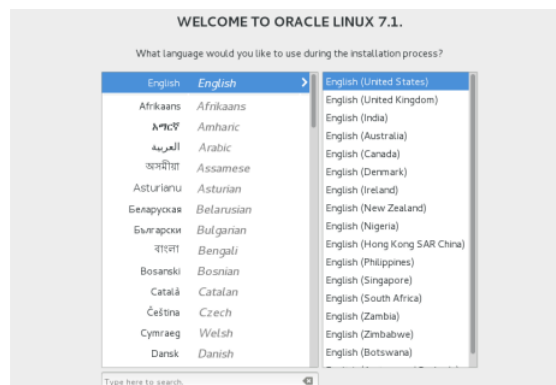 WELCOME TO ORACLE LINUX 7.1.
What language would you like to use during the installation process?
English English
Afrikaans Afrikaans
አማርኛ Amharic
العربية Arabic
অসমীয়া Assamese
Asturianu Asturian
Беларуская Belarusian
Български Bulgarian
বাংলা Bengali
Bosanski Bosnian
Català Catalan
Čeština Czech
Cymraeg Welsh
Dansk Danish
Type here to search.
English (United States)
English (United Kingdom)
English (India)
English (Australia)
English (Canada)
English (Denmark)
English (Ireland)
English (New Zealand)
English (Nigeria)
English (Hong Kong SAR China)
English (Philippines)
English (Singapore)
English (South Africa)
English (Zambia)
English (Zimbabwe)
English (Botswana)